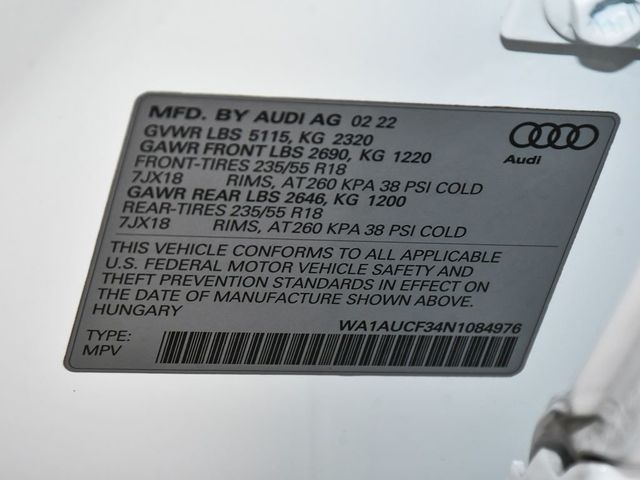 MFD. BY AUDI AG 02 22
GVWR LBS 5115, KG 2320
GAWR FRONT LBS 2690, KG 1220
FRONT-TIRES 235/55 R18
7JX18 RIMS, AT260 KPA 38 PSI COLD
GAWR REAR LBS 2646, KG 1200
REAR-TIRES 235/55 R18
7JX18 RIMS, AT260 KPA 38 PSI COLD
Audi
THIS VEHICLE CONFORMS TO ALL APPLICABLE
U.S. FEDERAL MOTOR VEHICLE SAFETY AND
THEFT PREVENTION STANDARDS IN EFFECT ON
THE DATE OF MANUFACTURE SHOWN ABOVE.
HUNGARY
WA1AUCF34N1084976
TYPE:
MPV